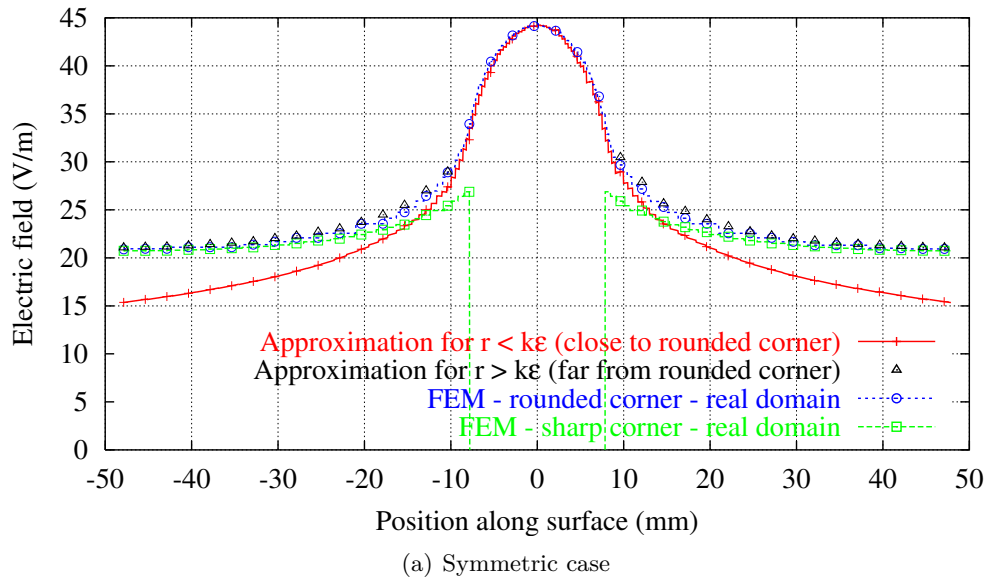 45
40
35
30
25
20
15
10
5
0
Electric field (V/m)
Approximation for r < kε (close to rounded corner)
Approximation for r > kε (far from rounded corner)
FEM - rounded corner - real domain
FEM - sharp corner - real domain
-50 -40 -30 -20 -10 0 10 20 30 40 50
Position along surface (mm)
(a) Symmetric case